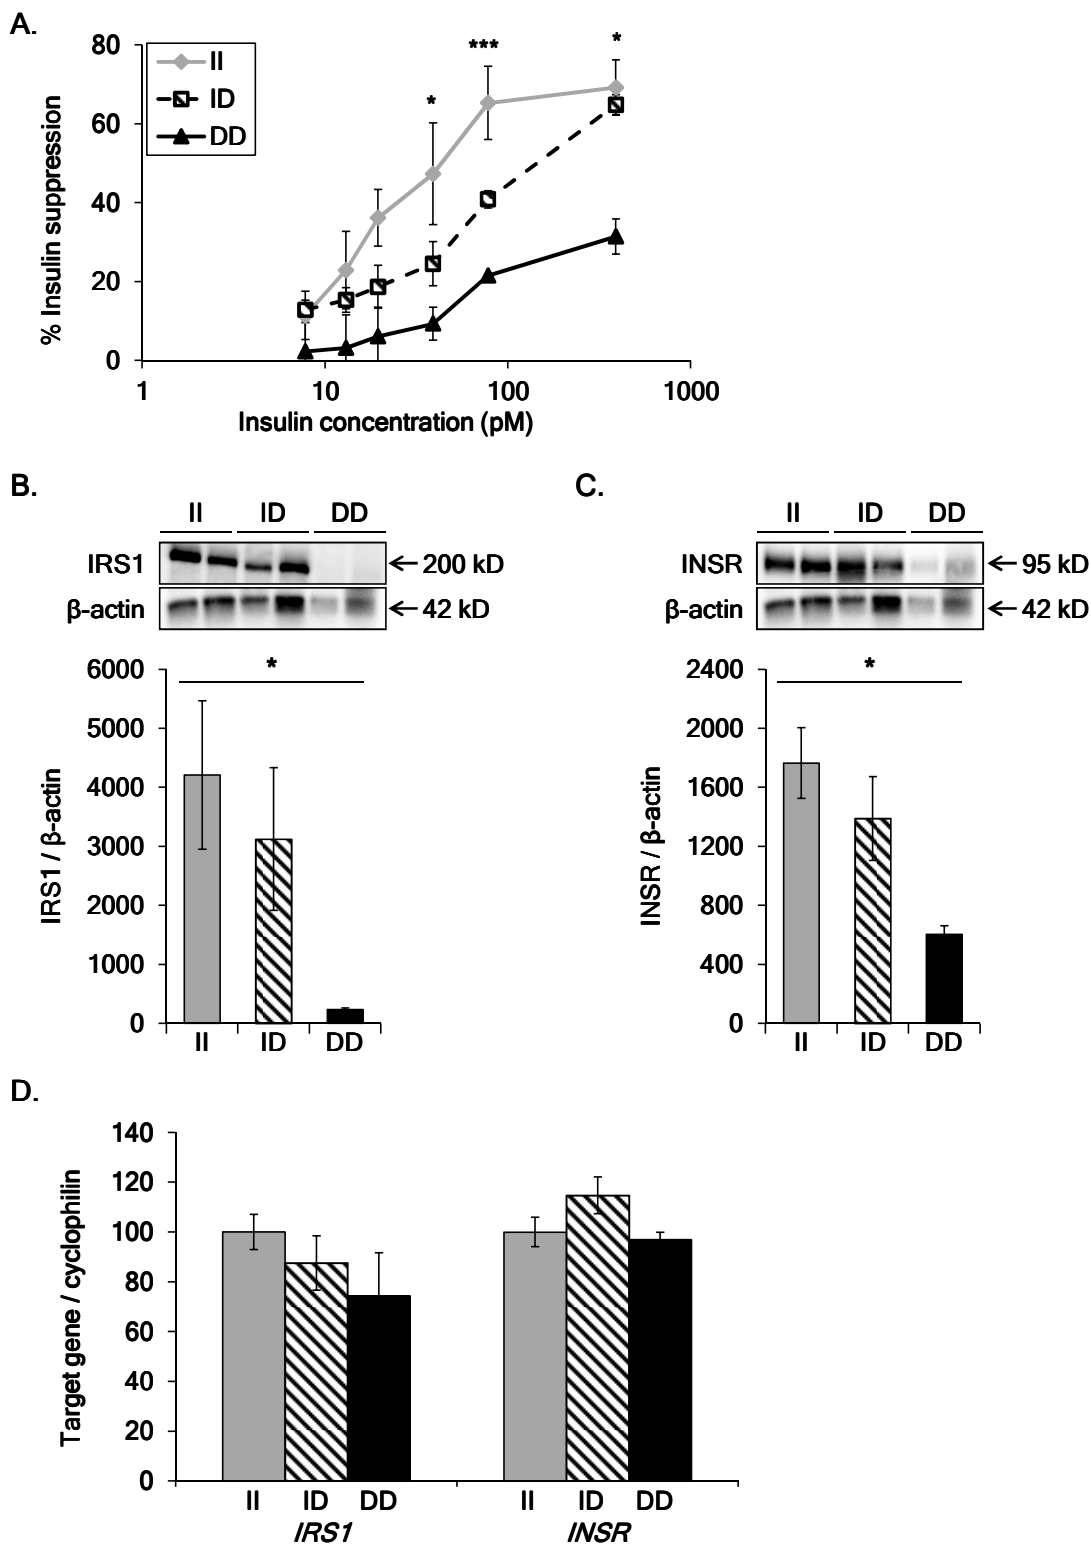 A.
80
60
40
20
0
% Insulin suppression
II
ID
DD
*
***
*
1 10 100 1000
Insulin concentration (pM)
B.
II ID DD
IRS1 200 kD
β-actin 42 kD
*
6000
5000
4000
3000
2000
1000
0
IRS1 / β-actin
II ID DD
C.
II ID DD
INSR 95 kD
β-actin 42 kD
*
2400
2000
1600
1200
800
400
0
INSR / β-actin
II ID DD
D.
140
120
100
80
60
40
20
0
Target gene / cyclophilin
II ID DD II ID DD
IRS1 INSR